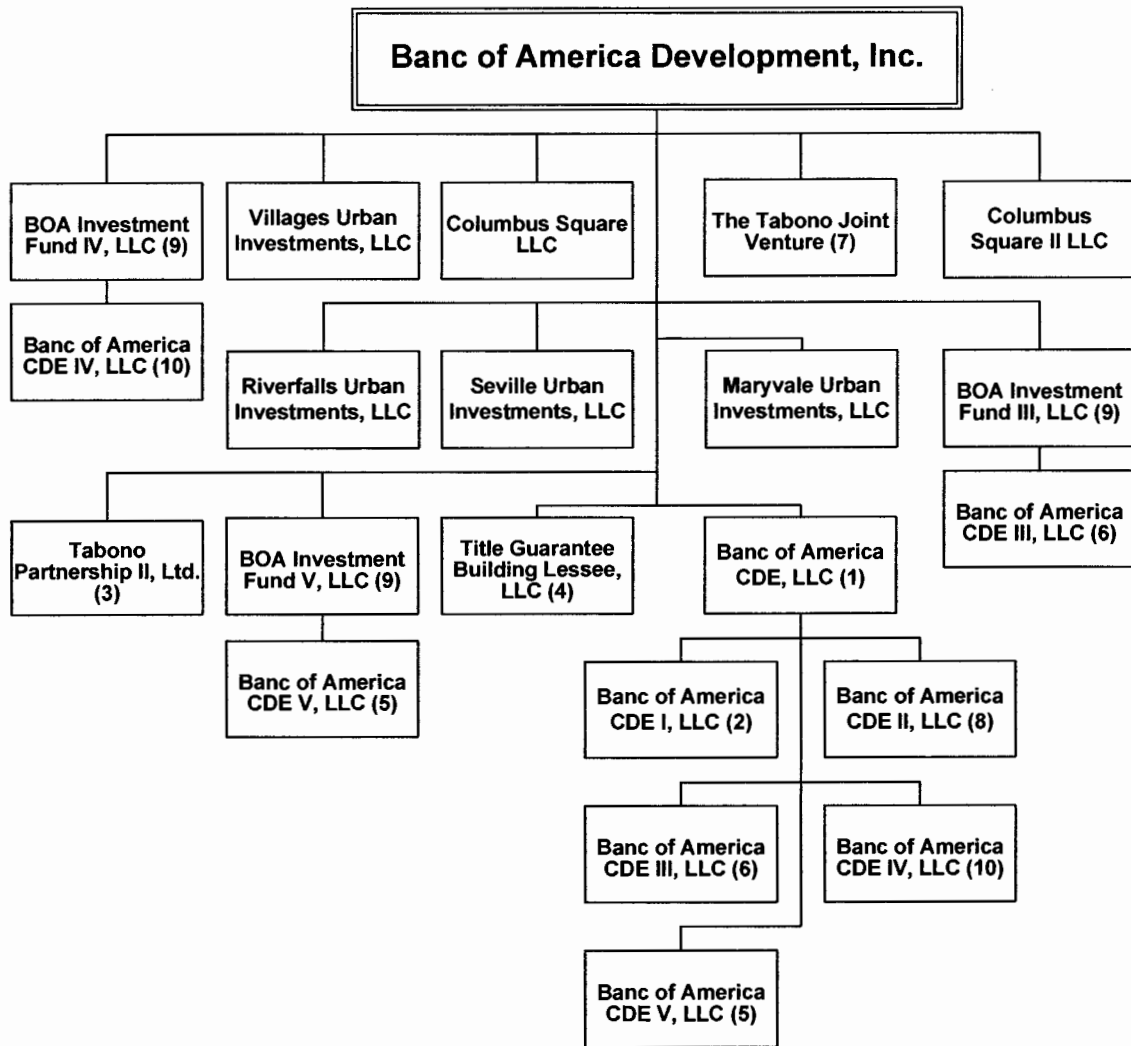 Banc of America Development, Inc.
BOA Investment
Fund IV, LLC (9)
Villages Urban
Investments, LLC
Columbus Square
LLC
The Tabono Joint
Venture (7)
Columbus
Square II LLC
Banc of America
CDE IV, LLC (10)
Riverfalls Urban
Investments, LLC
Seville Urban
Investments, LLC
Maryvale Urban
Investments, LLC
BOA Investment
Fund III, LLC (9)
Tabono
Partnership II, Ltd.
(3)
BOA Investment
Fund V, LLC (9)
Title Guarantee
Building Lessee,
LLC (4)
Banc of America
CDE, LLC (1)
Banc of America
CDE III, LLC (6)
Banc of America
CDE V, LLC (5)
Banc of America
CDE I, LLC (2)
Banc of America
CDE II, LLC (8)
Banc of America
CDE III, LLC (6)
Banc of America
CDE IV, LLC (10)
Banc of America
CDE V, LLC (5)